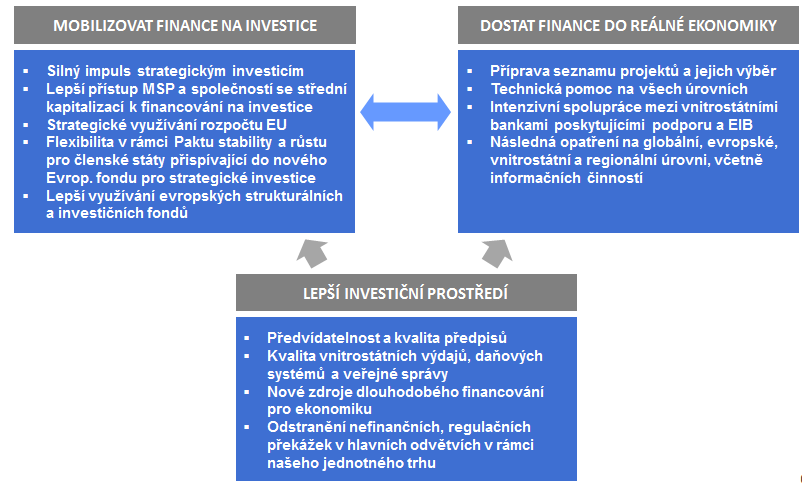 MOBILIZOVAT FINANCE NA INVESTICE
▪ Silný impuls strategickým investicím
▪ Lepší přístup MSP a společností se střední
kapitalizací k financování na investice
▪ Strategické využívání rozpočtu EU
▪ Flexibilita v rámci Paktu stability a růstu
pro členské státy přispívající do nového
Evrop. fondu pro strategické investice
▪ Lepší využívání evropských strukturálních
a investičních fondů
DOSTAT FINANCE DO REÁLNÉ EKONOMIKY
▪ Příprava seznamu projektů a jejich výběr
▪ Technická pomoc na všech úrovních
▪ Intenzivní spolupráce mezi vnitrostátními
bankami poskytujícími podporu a EIB
▪ Následná opatření na globální, evropské,
vnitrostátní a regionální úrovni, včetně
informačních činností
LEPŠÍ INVESTIČNÍ PROSTŘEDÍ
▪ Předvídatelnost a kvalita předpisů
▪ Kvalita vnitrostátních výdajů, daňových
systémů a veřejné správy
▪ Nové zdroje dlouhodobého financování
pro ekonomiku
▪ Odstranění nefinančních, regulačních
překážek v hlavních odvětvích v rámci
našeho jednotného trhu